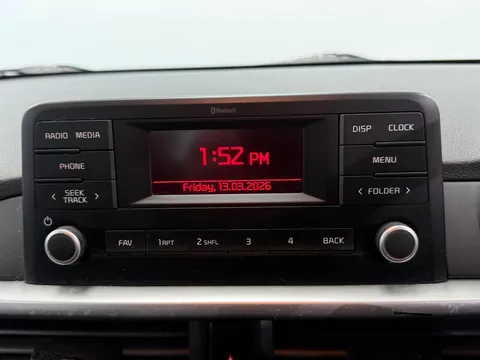 Bluetooth
RADIO MEDIA
DISP CLOCK
1:52 PM
PHONE
MENU
Friday, 13.03.2026
< SEEK TRACK >
< FOLDER >
FAV 1 RPT 2 SHFL 3 4 BACK